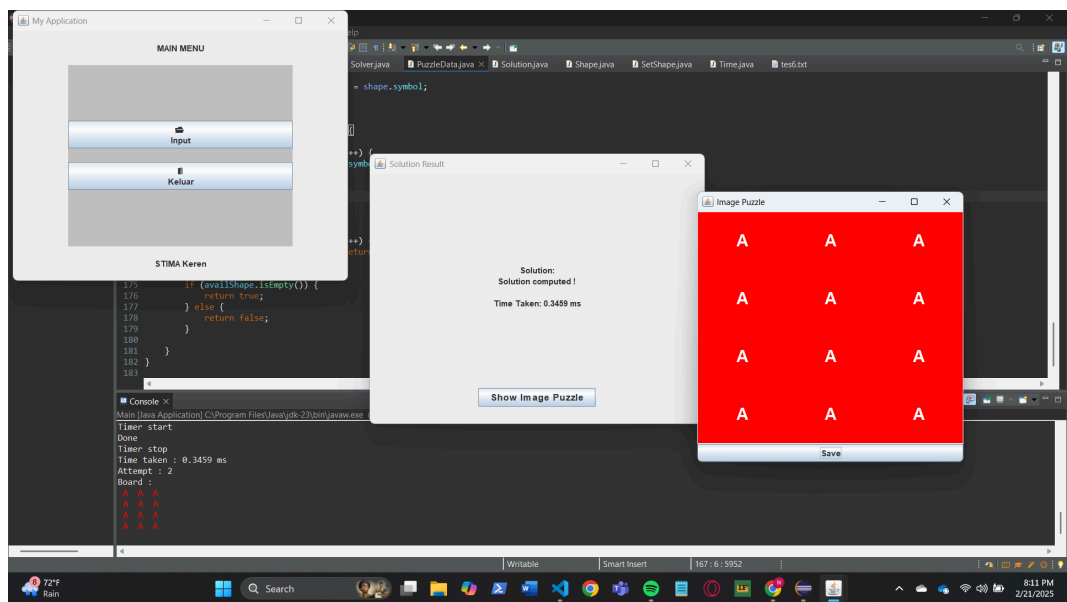 My Application
MAIN MENU
Input
Keluar
STIMA Keren
elp
Solver.java
PuzzleData.java
Solution.java
Shape.java
SetShape.java
Time.java
tes6.txt
= shape.symbol;
{
++) {
symb
++)
etur
175 if (availShape.isEmpty()) {
176 return true;
177 } else {
178 return false;
179 }
180
181 }
182 }
183
Solution Result
Solution:
Solution computed !
Time Taken: 0.3459 ms
Show Image Puzzle
Image Puzzle
A A A
A A A
A A A
A A A
Save
Console
Main [Java Application] C:\Program Files\Java\jdk-23\bin\javaw.exe
Timer start
Done
Timer stop
Time taken : 0.3459 ms
Attempt : 2
Board :
A A A
A A A
A A A
A A A
Writable
Smart Insert
167 : 6 : 5952
8
72°F
Rain
Search
8:11 PM
2/21/2025